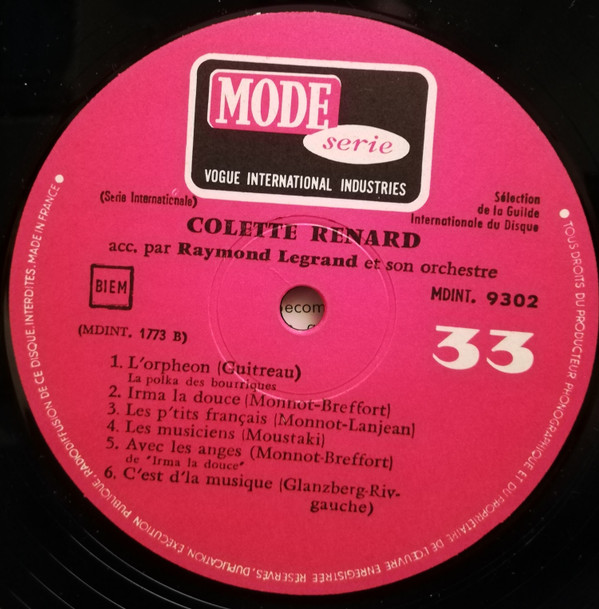 MODE
serie
VOGUE INTERNATIONAL INDUSTRIES
(Serie Internationale)
Sélection
de la Guilde
Internationale du Disque
COLETTE RENARD
acc. par Raymond Legrand et son orchestre
BIEM
MDINT. 9302
ecom
(MDINT. 1773 B)
33
1. L'orpheon (Guitreau)
La polka des bourriques
2. Irma la douce (Monnot-Breffort)
3. Les p'tits français (Monnot-Lanjean)
4. Les musiciens (Moustaki)
5. Avec les anges (Monnot-Breffort)
de "Irma la douce"
6. C'est d'la musique (Glanzberg-Riv-
gauche)
TOUS DROITS DU PRODUCTEUR PHONOGRAPHIQUE ET DU PROPRIETAIRE DE L'ŒUVRE ENREGISTREE RESERVES, DUPLICATION EXÉCUTION PUBLIQUE, RADIODIFFUSION DE CE DISQUE, INTERDITES, MADE IN FRANCE